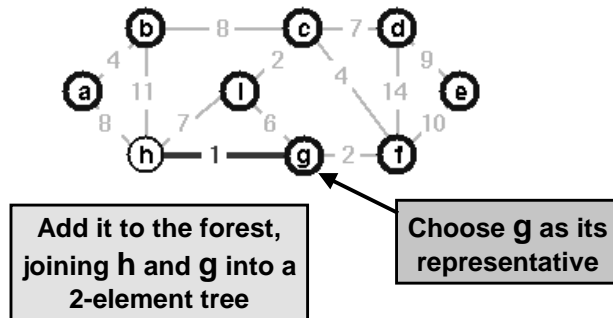 b 8 c 7 d
4 2 9
a 11 I 4 14 e
8 7 6 10
h 1 g 2 f
Add it to the forest,
joining h and g into a
2-element tree
Choose g as its
representative